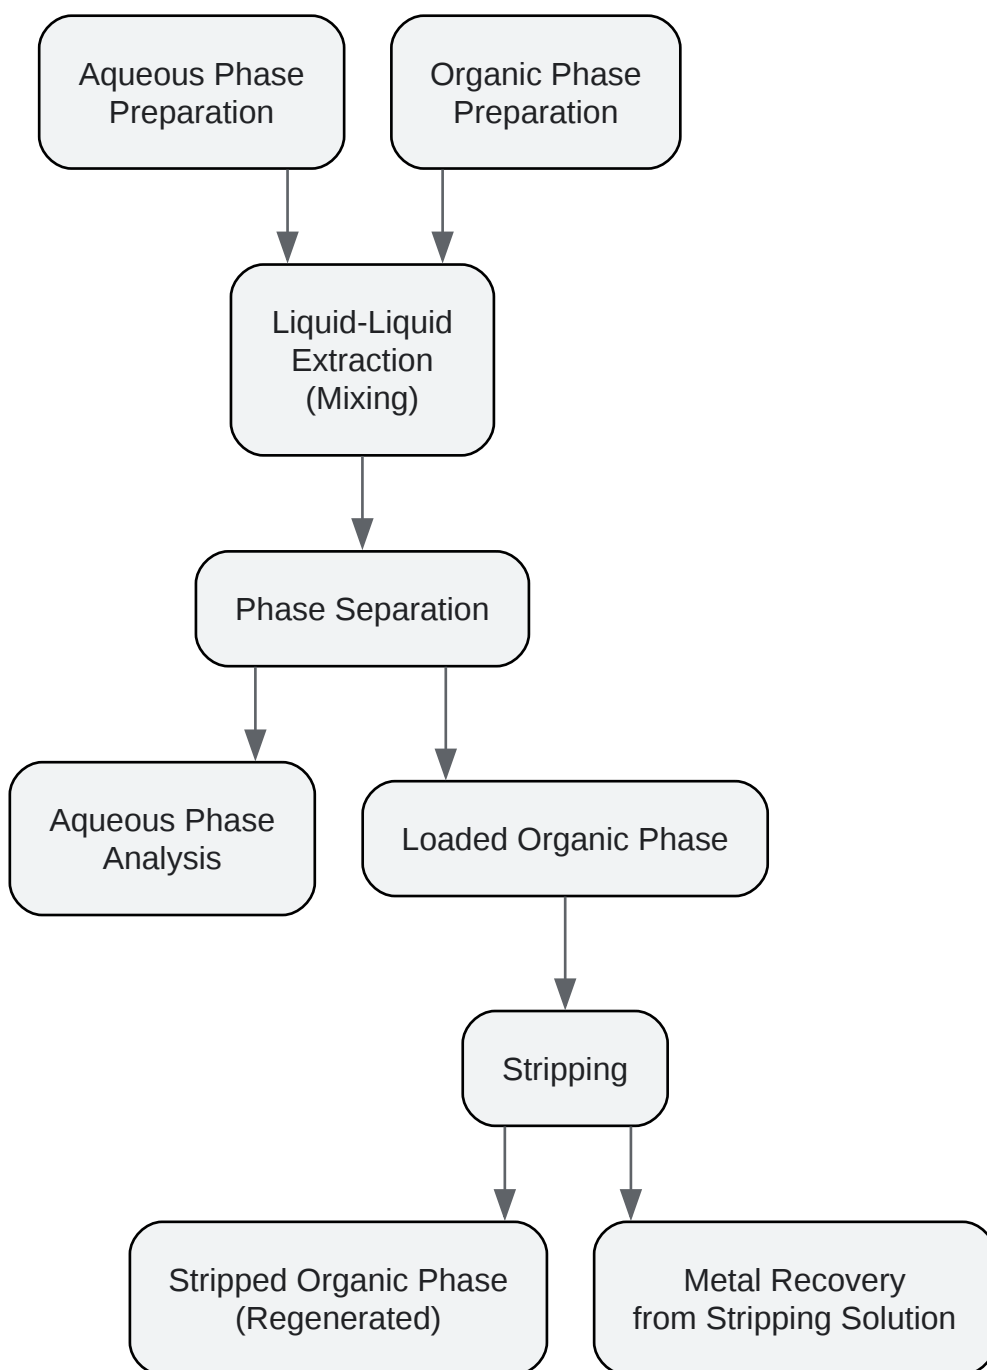 Aqueous Phase
Preparation
Organic Phase
Preparation
Liquid-Liquid
Extraction
(Mixing)
Phase Separation
Aqueous Phase
Analysis
Loaded Organic Phase
Stripping
Stripped Organic Phase
(Regenerated)
Metal Recovery
from Stripping Solution